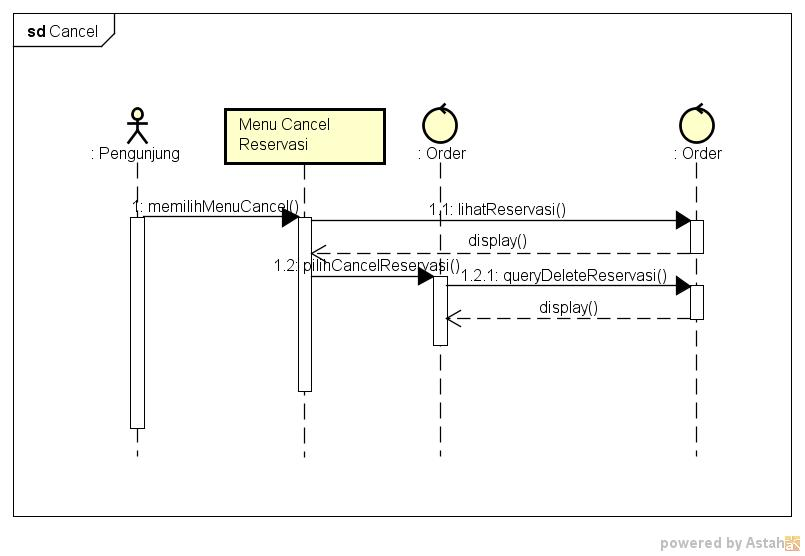 sd Cancel
: Pengunjung
Menu Cancel
Reservasi
: Order
: Order
1: memilihMenuCancel()
1.1: lihatReservasi()
display()
1.2: pilihCancelReservasi()
1.2.1: queryDeleteReservasi()
display()
powered by Astah